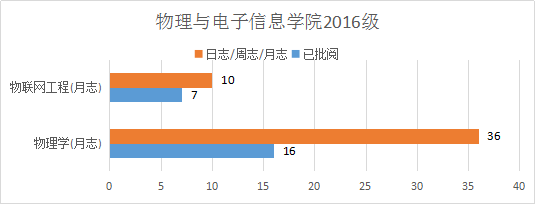 物理与电子信息学院2016级
日志/周志/月志 已批阅
物联网工程(月志)
10
7
物理学(月志)
36
16
0 5 10 15 20 25 30 35 40